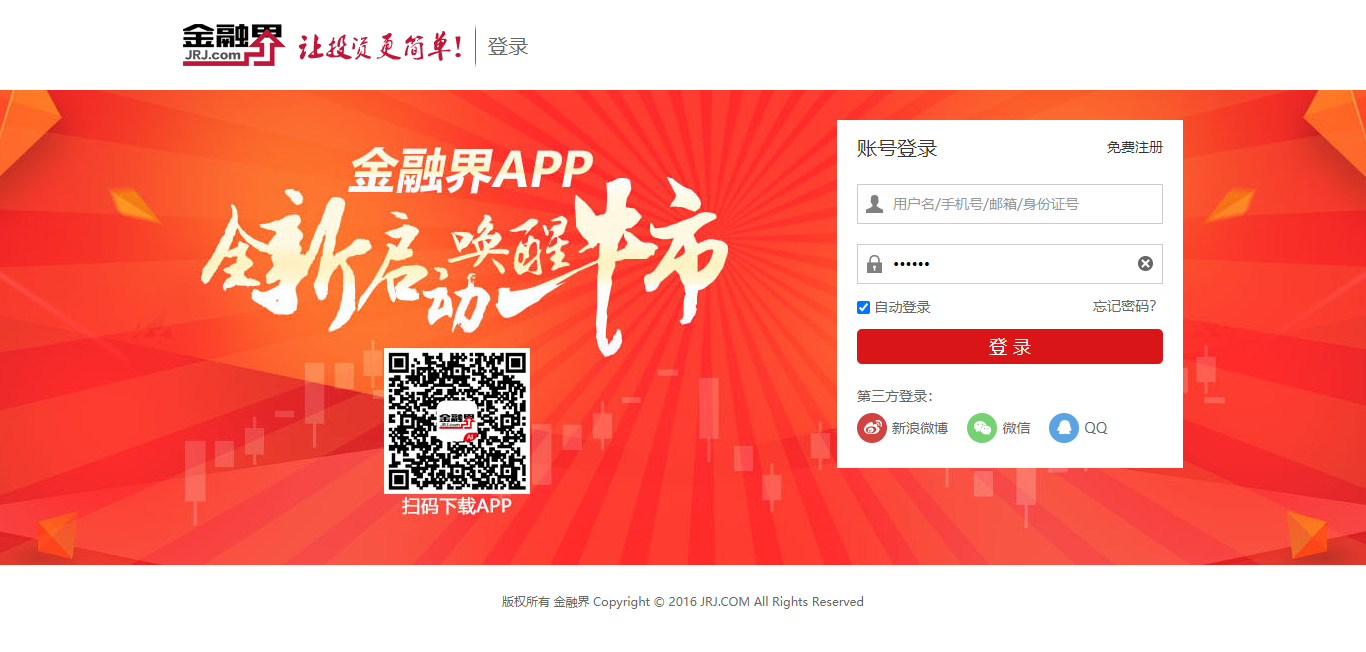 金融界
JRJ.com
让投资更简单!
登录
金融界APP
全新启动唤醒牛市
金融界
JRJ.com
AI
扫码下载APP
账号登录
免费注册
用户名/手机号/邮箱/身份证号
••••••
自动登录
忘记密码?
登 录
第三方登录:
新浪微博
微信
QQ
版权所有 金融界 Copyright © 2016 JRJ.COM All Rights Reserved